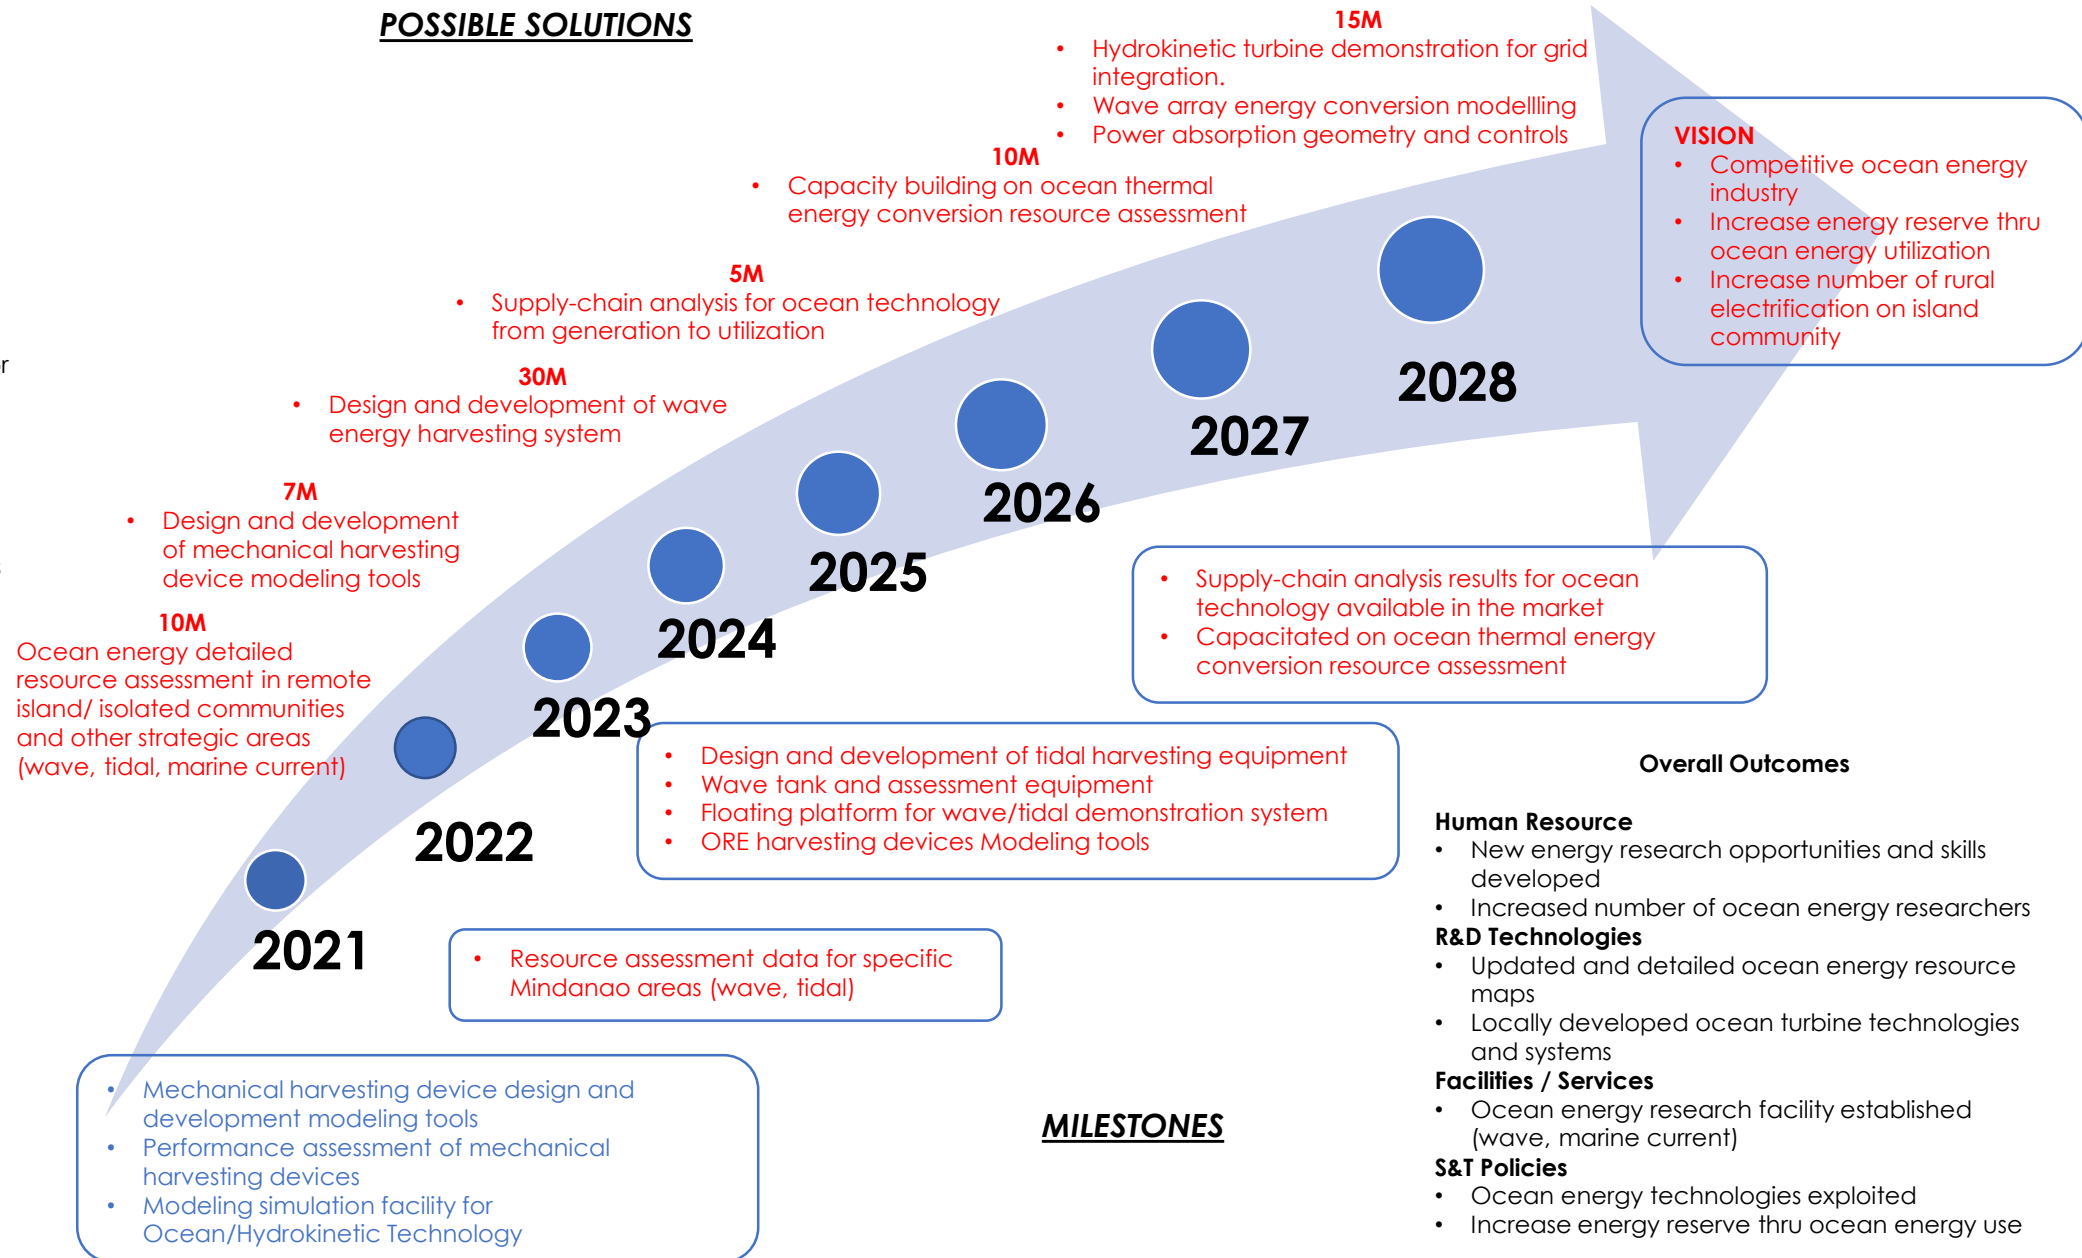 POSSIBLE SOLUTIONS
15M
• Hydrokinetic turbine demonstration for grid
integration.
• Wave array energy conversion modellling
• Power absorption geometry and controls
10M
• Capacity building on ocean thermal
energy conversion resource assessment
5M
• Supply-chain analysis for ocean technology
from generation to utilization
30M
• Design and development of wave
energy harvesting system
7M
• Design and development
of mechanical harvesting
device modeling tools
10M
Ocean energy detailed
resource assessment in remote
island/ isolated communities
and other strategic areas
(wave, tidal, marine current)
VISION
• Competitive ocean energy
industry
• Increase energy reserve thru
ocean energy utilization
• Increase number of rural
electrification on island
community
2028
2027
2026
2025
2024
2023
2022
2021
• Supply-chain analysis results for ocean
technology available in the market
• Capacitated on ocean thermal energy
conversion resource assessment
• Design and development of tidal harvesting equipment
• Wave tank and assessment equipment
• Floating platform for wave/tidal demonstration system
• ORE harvesting devices Modeling tools
• Resource assessment data for specific
Mindanao areas (wave, tidal)
• Mechanical harvesting device design and
development modeling tools
• Performance assessment of mechanical
harvesting devices
• Modeling simulation facility for
Ocean/Hydrokinetic Technology
MILESTONES
Overall Outcomes
Human Resource
• New energy research opportunities and skills
developed
• Increased number of ocean energy researchers
R&D Technologies
• Updated and detailed ocean energy resource
maps
• Locally developed ocean turbine technologies
and systems
Facilities / Services
• Ocean energy research facility established
(wave, marine current)
S&T Policies
• Ocean energy technologies exploited
• Increase energy reserve thru ocean energy use